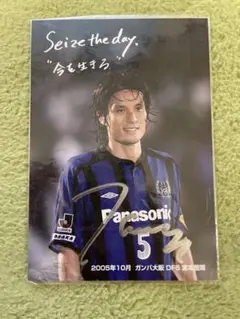 Seize the day.
"今を生きろ"
Panasonic
5
2005年10月 ガンバ大阪 DF5 宮本恒靖